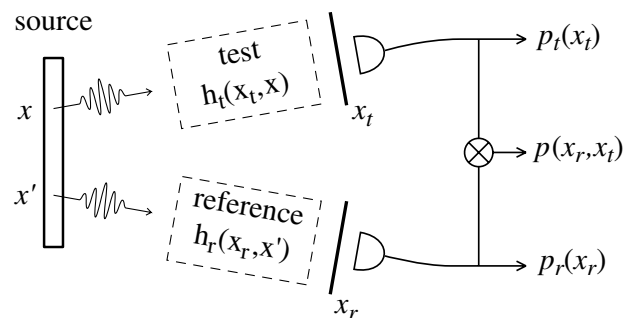 source
x
x'
test
h_t(x_t,x)
x_t
p_t(x_t)
p(x_r,x_t)
reference
h_r(x_r,x')
x_r
p_r(x_r)